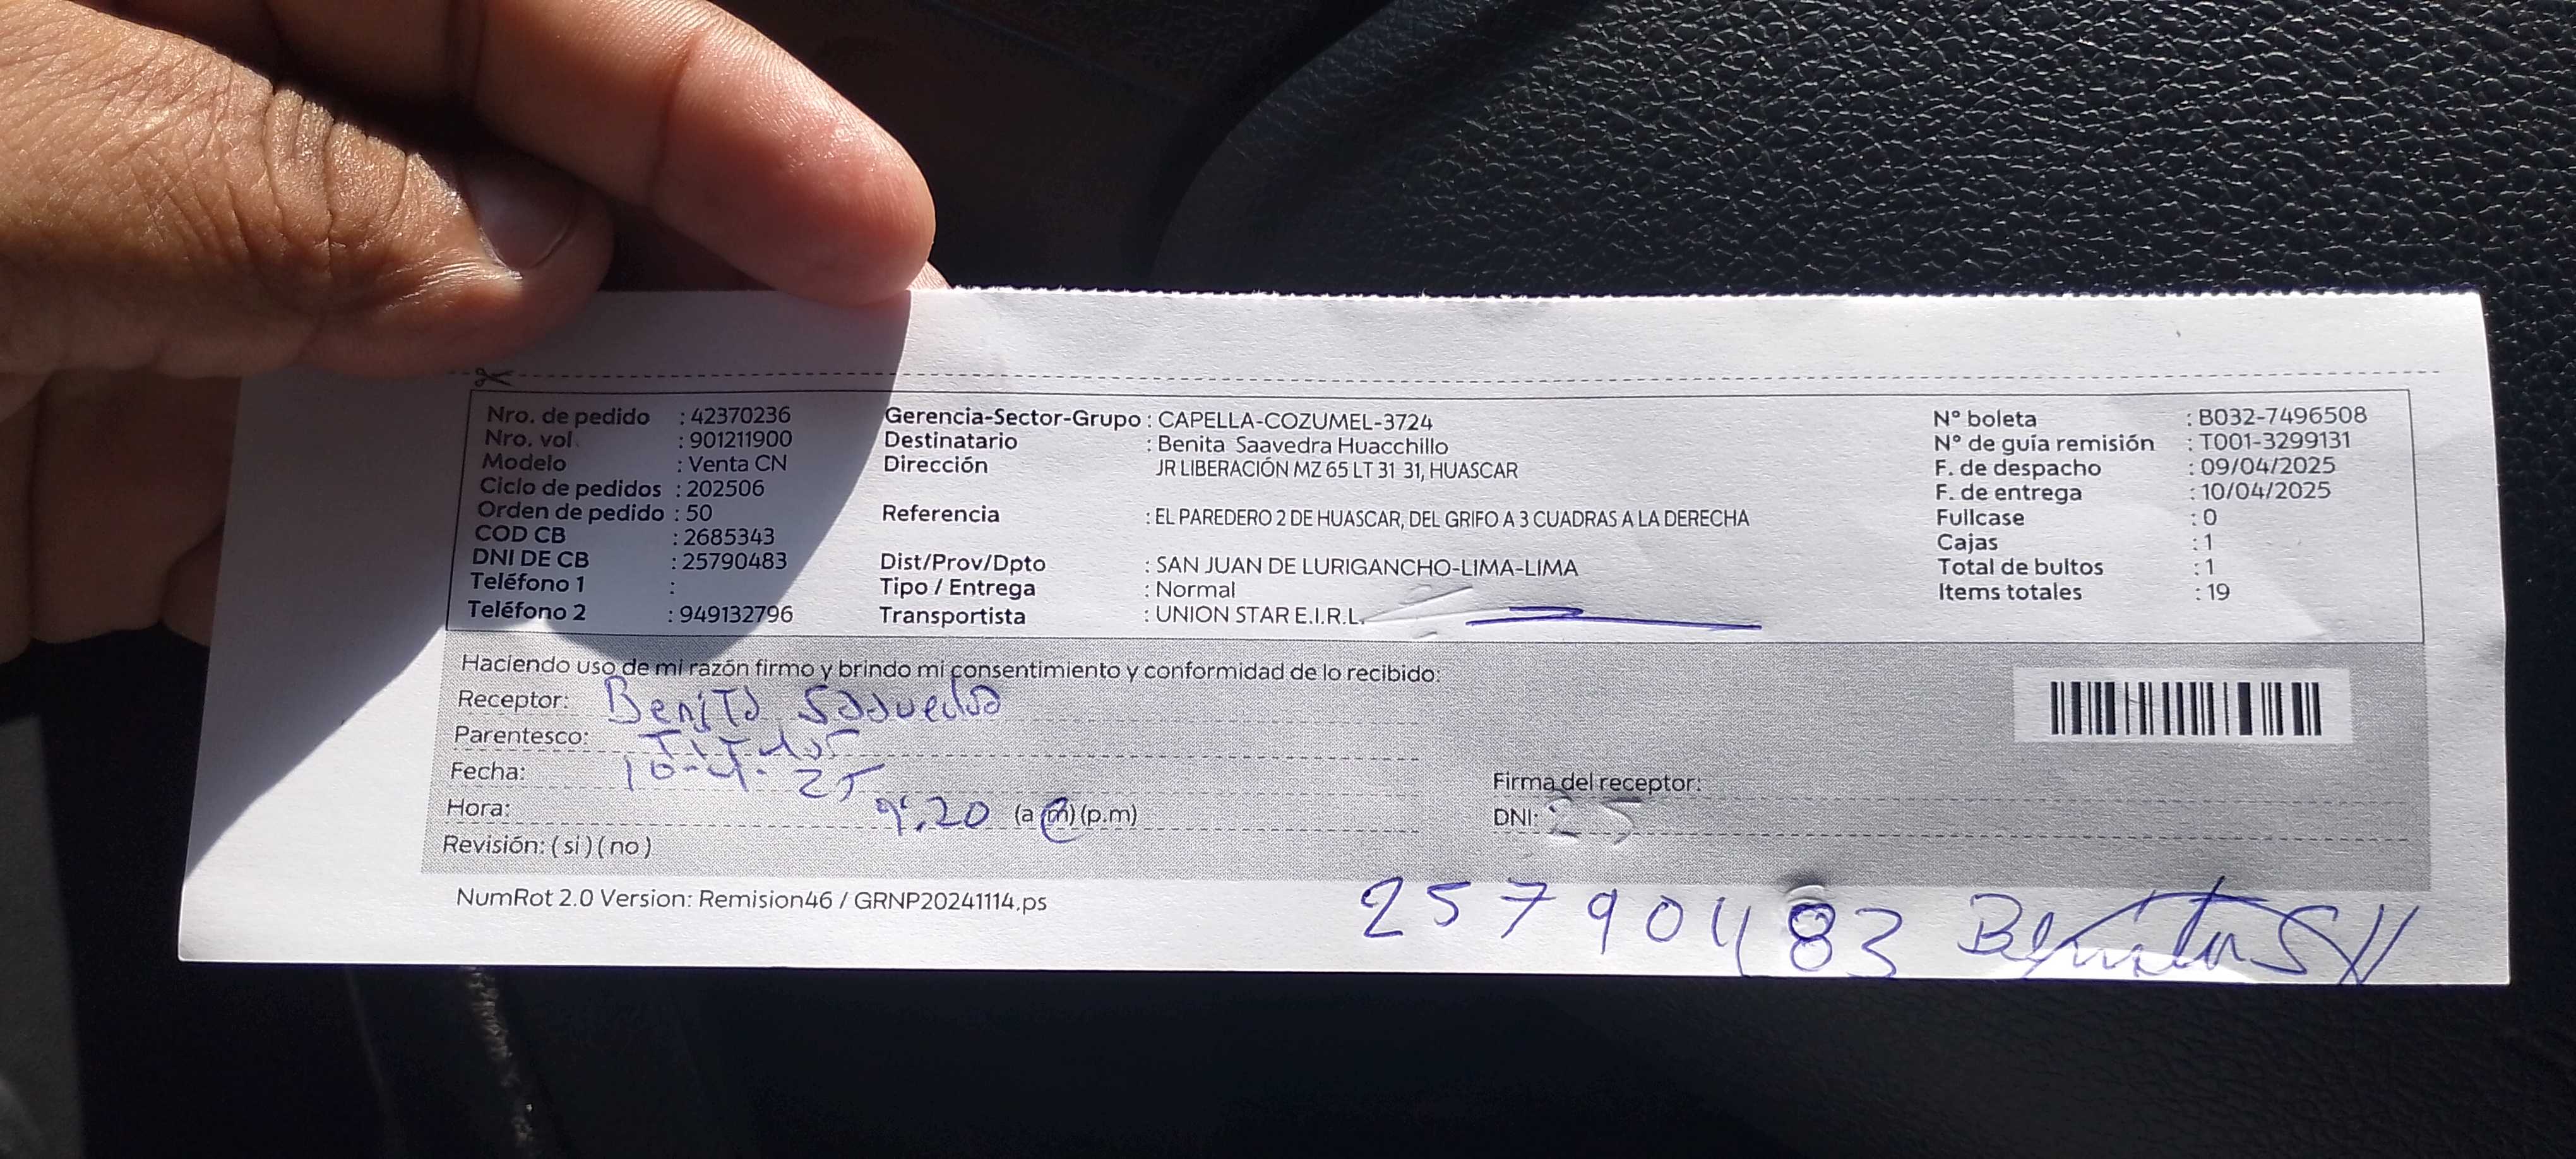 Nro. de pedido : 42370236
Nro. vol. : 901211900
Modelo : Venta CN
Ciclo de pedidos : 202506
Orden de pedido : 50
COD CB : 2685343
DNI DE CB : 25790483
Teléfono 1 :
Teléfono 2 : 949132796
Gerencia-Sector-Grupo : CAPELLA-COZUMEL-3724
Destinatario : Benita Saavedra Huacchillo
Dirección JR LIBERACIÓN MZ 65 LT 31 31, HUASCAR
Referencia : EL PAREDERO 2 DE HUASCAR, DEL GRIFO A 3 CUADRAS A LA DERECHA
Dist/Prov/Dpto : SAN JUAN DE LURIGANCHO-LIMA-LIMA
Tipo / Entrega : Normal
Transportista : UNION STAR E.I.R.L.
N° boleta : B032-7496508
N° de guía remisión : T001-3299131
F. de despacho : 09/04/2025
F. de entrega : 10/04/2025
Fullcase : 0
Cajas : 1
Total de bultos : 1
Items totales : 19
Haciendo uso de mi razón firmo y brindo mi consentimiento y conformidad de lo recibido:
Receptor: Benita Saavedra
Parentesco: Titular
Fecha: 10-4-25
Hora: 9:20 (a.m) (p.m)
Revisión: ( si ) ( no )
Firma del receptor:
DNI: 25
NumRot 2.0 Version: Remision46 / GRNP20241114.ps
25790483 Benita SH